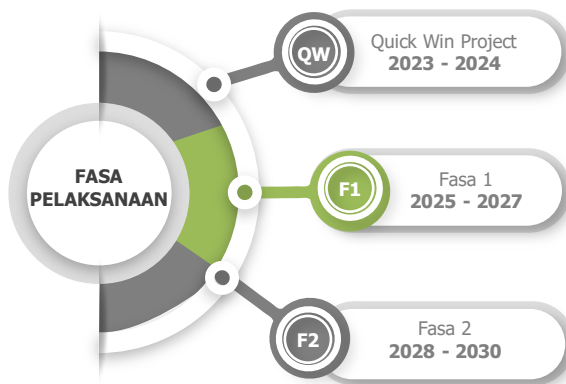 FASA
PELAKSANAAN
QW
Quick Win Project
2023 - 2024
F1
Fasa 1
2025 - 2027
F2
Fasa 2
2028 - 2030